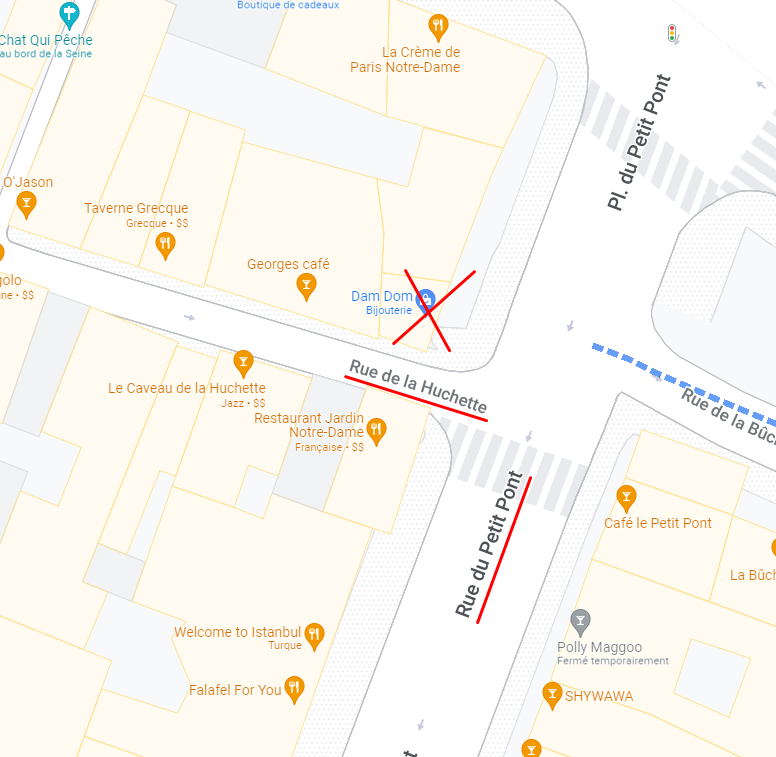 Boutique de cadeaux
Chat Qui Pêche
au bord de la Seine
La Crème de
Paris Notre-Dame
Pl. du Petit Pont
O'Jason
Taverne Grecque
Grecque • $$
Georges café
golo
ne • $$
Dam Dom
Bijouterie
Rue de la Huchette
Le Caveau de la Huchette
Jazz • $$
Restaurant Jardin
Notre-Dame
Française • $$
Rue de la Bûc
Rue du Petit Pont
Café le Petit Pont
La Bûch
Polly Maggoo
Fermé temporairement
Welcome to Istanbul
Turque
Falafel For You
SHYWAWA
t